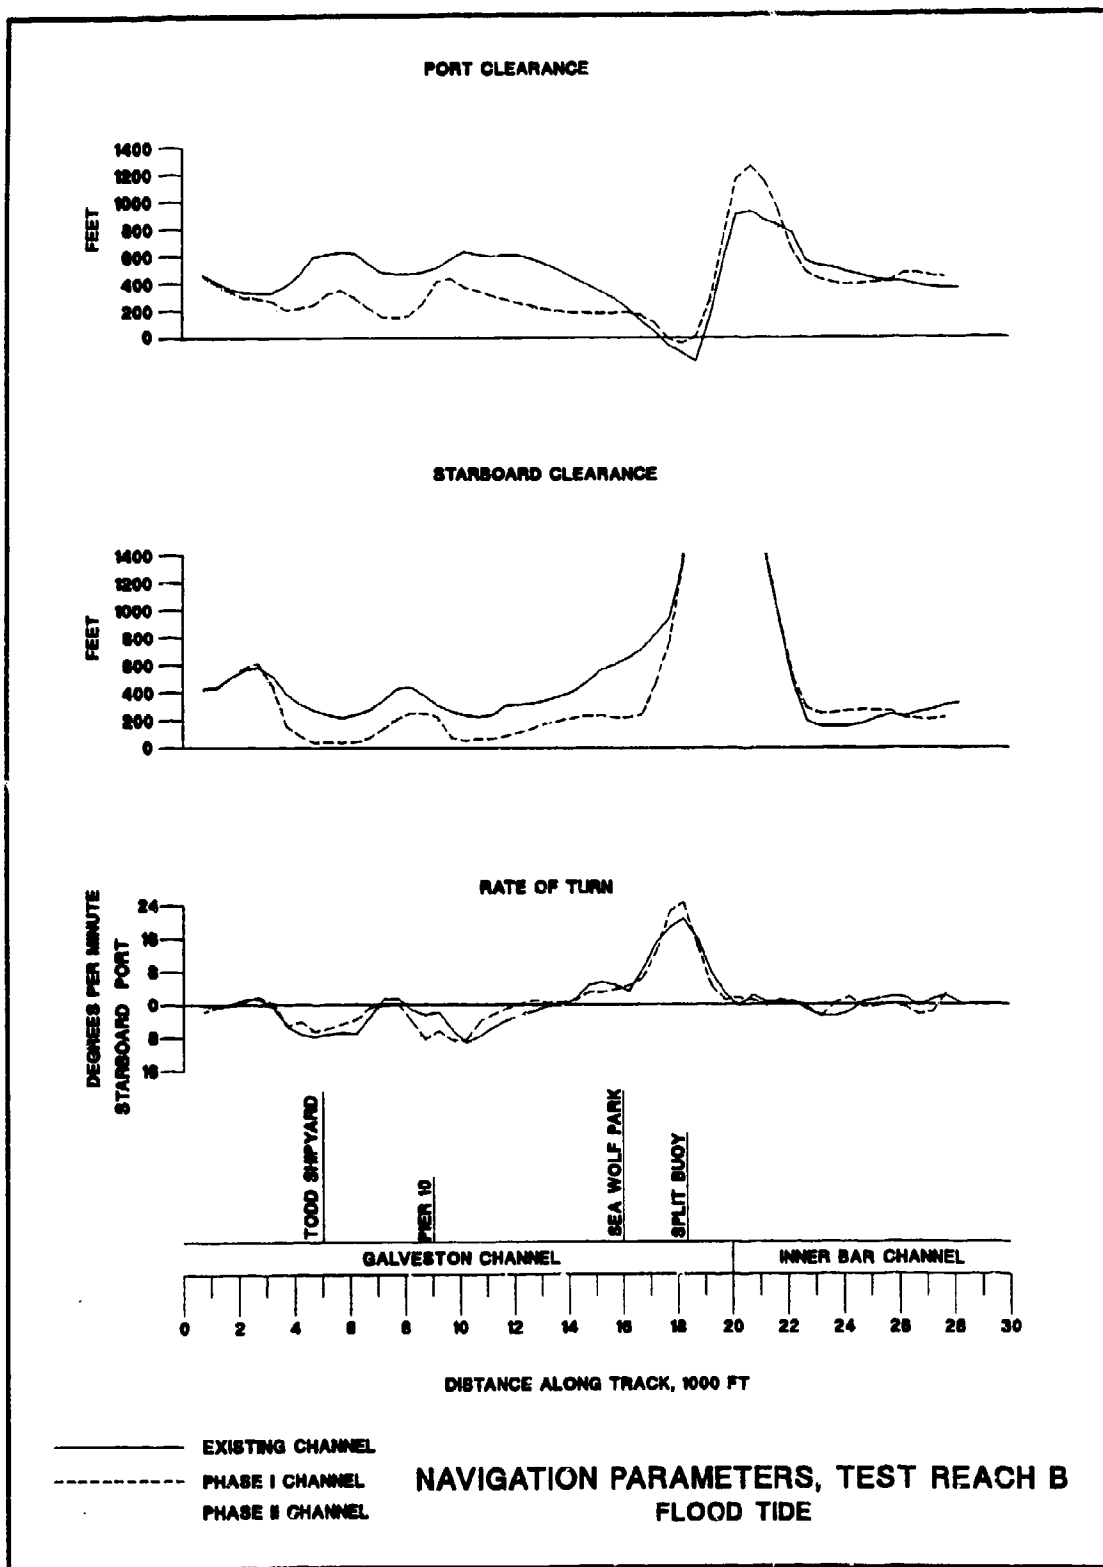 PORT CLEARANCE
FEET
1400
1200
1000
800
600
400
200
0
STARBOARD CLEARANCE
FEET
1400
1200
1000
800
600
400
200
0
RATE OF TURN
DEGREES PER MINUTE
STARBOARD PORT
24
16
8
0
8
16
TODD SHIPYARD
PIER 10
SEA WOLF PARK
SPLIT BUOY
GALVESTON CHANNEL
INNER BAR CHANNEL
0 2 4 6 8 10 12 14 16 18 20 22 24 26 28 30
DISTANCE ALONG TRACK, 1000 FT
EXISTING CHANNEL
PHASE I CHANNEL
PHASE II CHANNEL
NAVIGATION PARAMETERS, TEST REACH B
FLOOD TIDE